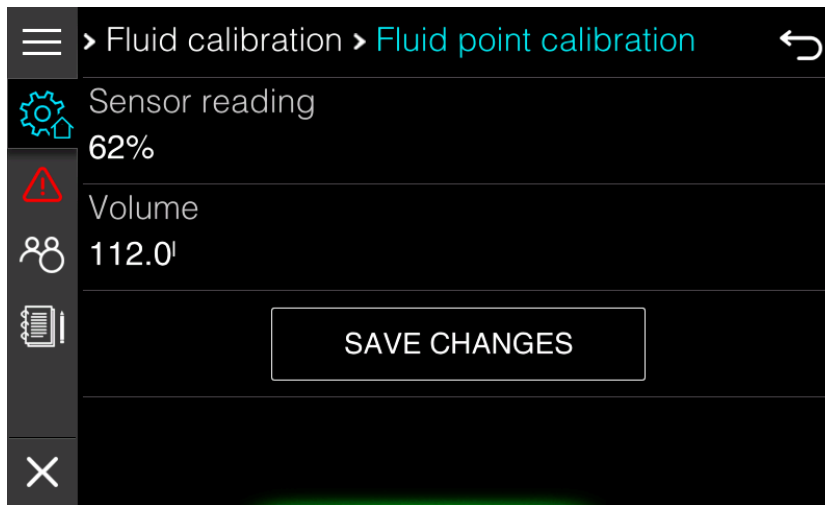 > Fluid calibration > Fluid point calibration
Sensor reading
62%
Volume
112.0l
SAVE CHANGES